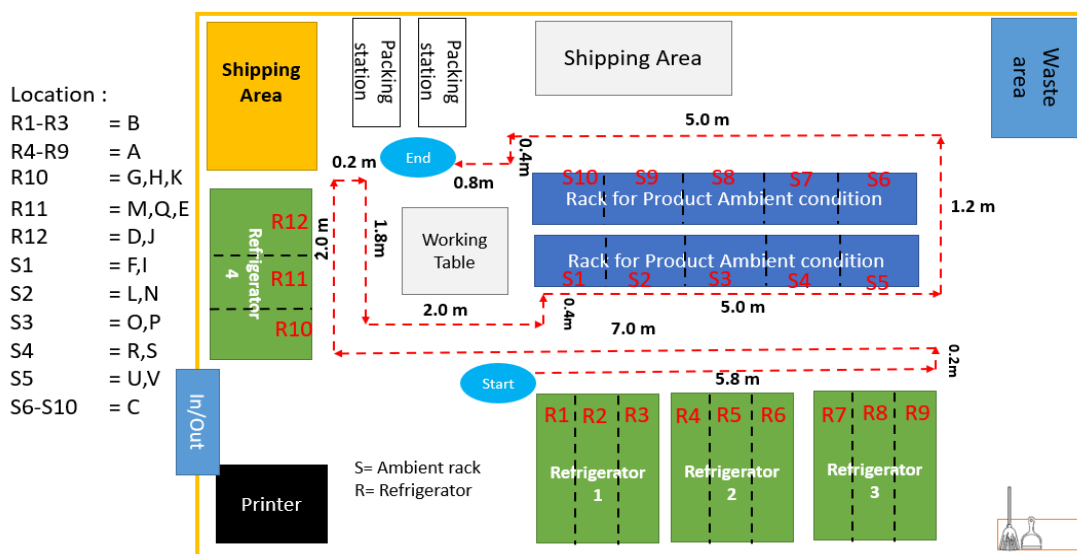 Location :
R1-R3 = B
R4-R9 = A
R10 = G,H,K
R11 = M,Q,E
R12 = D,J
S1 = F,I
S2 = L,N
S3 = O,P
S4 = R,S
S5 = U,V
S6-S10 = C
Shipping
Area
Packing
station
Packing
station
Shipping Area
Waste
area
5.0 m
0.4m
End
0.2 m
0.8m
S10 S9 S8 S7 S6
Rack for Product Ambient condition
1.2 m
R12
2.0 m
1.8m
Working
Table
Rack for Product Ambient condition
Refrigerator
4
R11
S1 S2 S3 S4 S5
R10
2.0 m
0.4m
5.0 m
7.0 m
0.2m
Start
5.8 m
In/Out
R1 R2 R3
R4 R5 R6
R7 R8 R9
S= Ambient rack
R= Refrigerator
Refrigerator
1
Refrigerator
2
Refrigerator
3
Printer